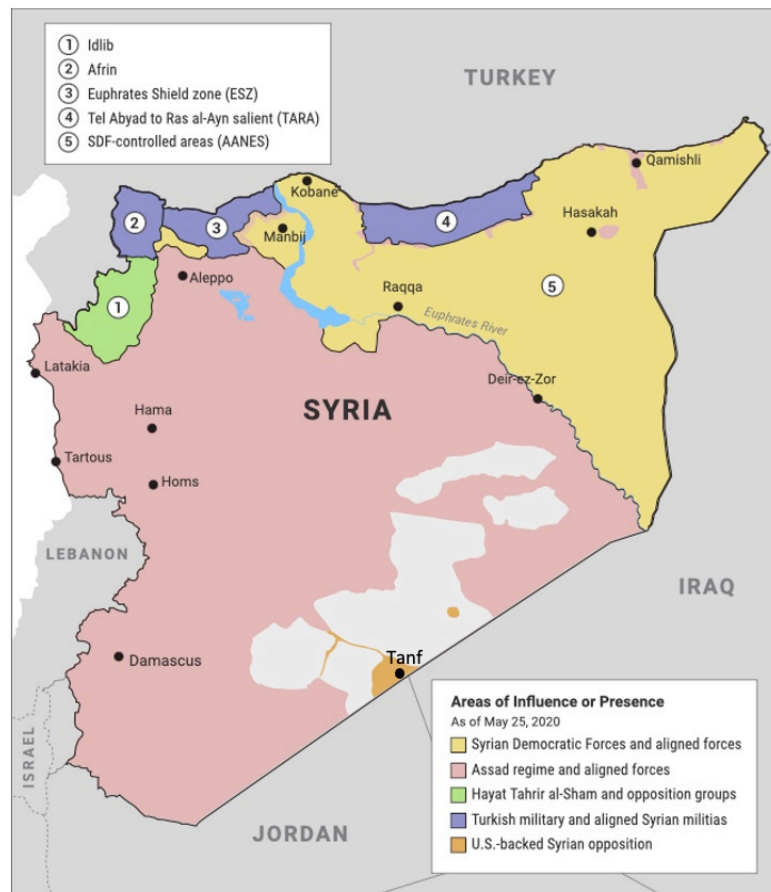 1 Idlib
2 Afrin
3 Euphrates Shield zone (ESZ)
4 Tel Abyad to Ras al-Ayn salient (TARA)
5 SDF-controlled areas (AANES)
TURKEY
Qamishli
Kobane
2
3
4
Hasakah
Manbij
Aleppo
5
Raqqa
1
Euphrates River
Latakia
Deir-ez-Zor
SYRIA
Hama
Tartous
Homs
LEBANON
IRAQ
Tanf
Damascus
ISRAEL
JORDAN
Areas of Influence or Presence
As of May 25, 2020
Syrian Democratic Forces and aligned forces
Assad regime and aligned forces
Hayat Tahrir al-Sham and opposition groups
Turkish military and aligned Syrian militias
U.S.-backed Syrian opposition